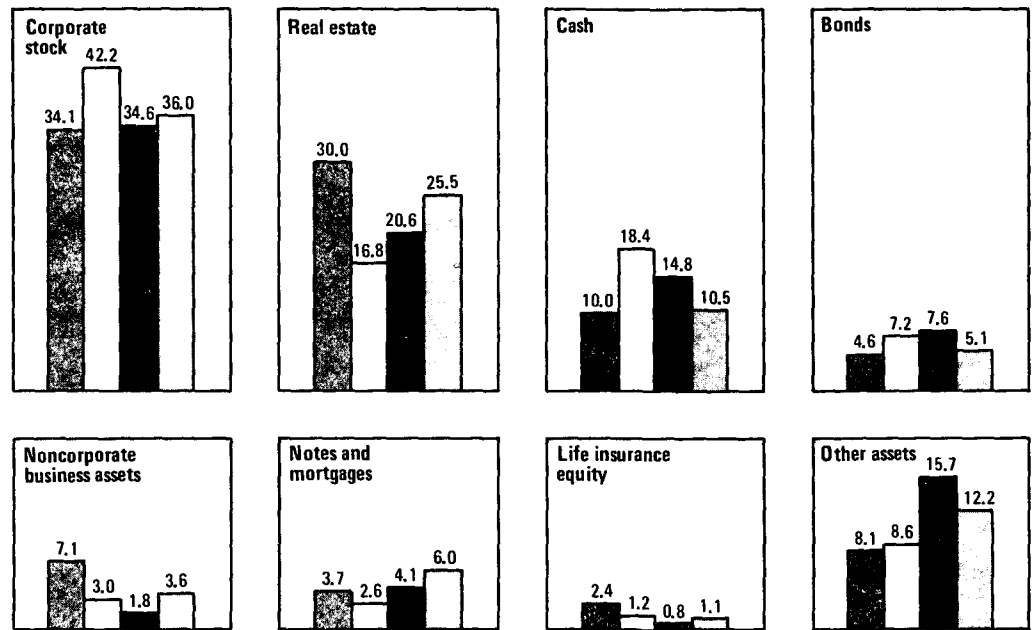 Corporate
stock
34.1
42.2
34.6
36.0
Real estate
30.0
16.8
20.6
25.5
Cash
10.0
18.4
14.8
10.5
Bonds
4.6
7.2
7.6
5.1
Noncorporate
business assets
7.1
3.0
1.8
3.6
Notes and
mortgages
3.7
2.6
4.1
6.0
Life insurance
equity
2.4
1.2
0.8
1.1
Other assets
8.1
8.6
15.7
12.2